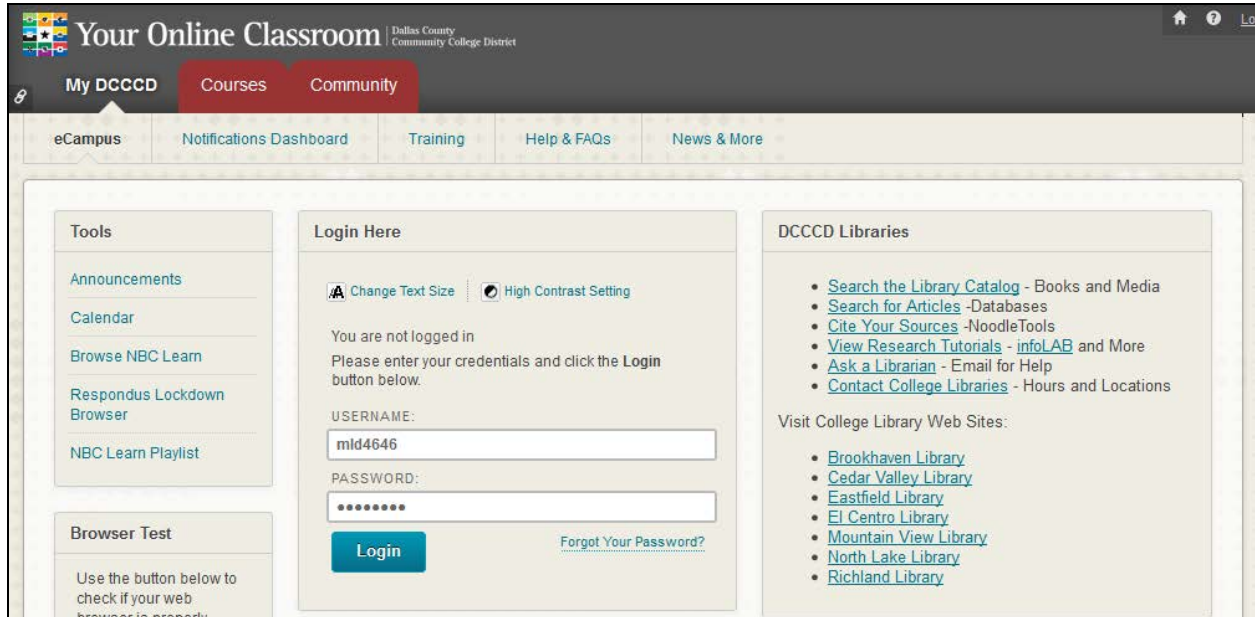 Your Online Classroom
Dallas County
Community College District
My DCCCD
Courses
Community
eCampus
Notifications Dashboard
Training
Help & FAQs
News & More
Tools
Announcements
Calendar
Browse NBC Learn
Respondus Lockdown
Browser
NBC Learn Playlist
Browser Test
Use the button below to
check if your web
browser is properly
Login Here
Change Text Size
High Contrast Setting
You are not logged in
Please enter your credentials and click the Login
button below.
USERNAME:
mld4646
PASSWORD:
••••••••
Login
Forgot Your Password?
DCCCD Libraries
• Search the Library Catalog - Books and Media
• Search for Articles -Databases
• Cite Your Sources -NoodleTools
• View Research Tutorials - infoLAB and More
• Ask a Librarian - Email for Help
• Contact College Libraries - Hours and Locations
Visit College Library Web Sites:
• Brookhaven Library
• Cedar Valley Library
• Eastfield Library
• El Centro Library
• Mountain View Library
• North Lake Library
• Richland Library